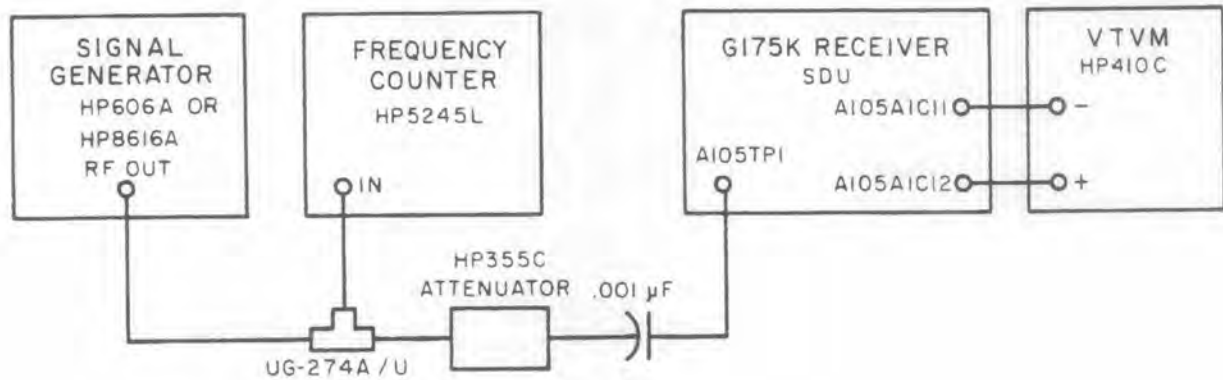 SIGNAL
GENERATOR
HP606A OR
HP8616A
RF OUT
FREQUENCY
COUNTER
HP5245L
IN
G175K RECEIVER
SDU
A105A1C11
A105TP1
A105A1C12
VTVM
HP410C
-
+
HP355C
ATTENUATOR
.001 µF
UG-274A/U